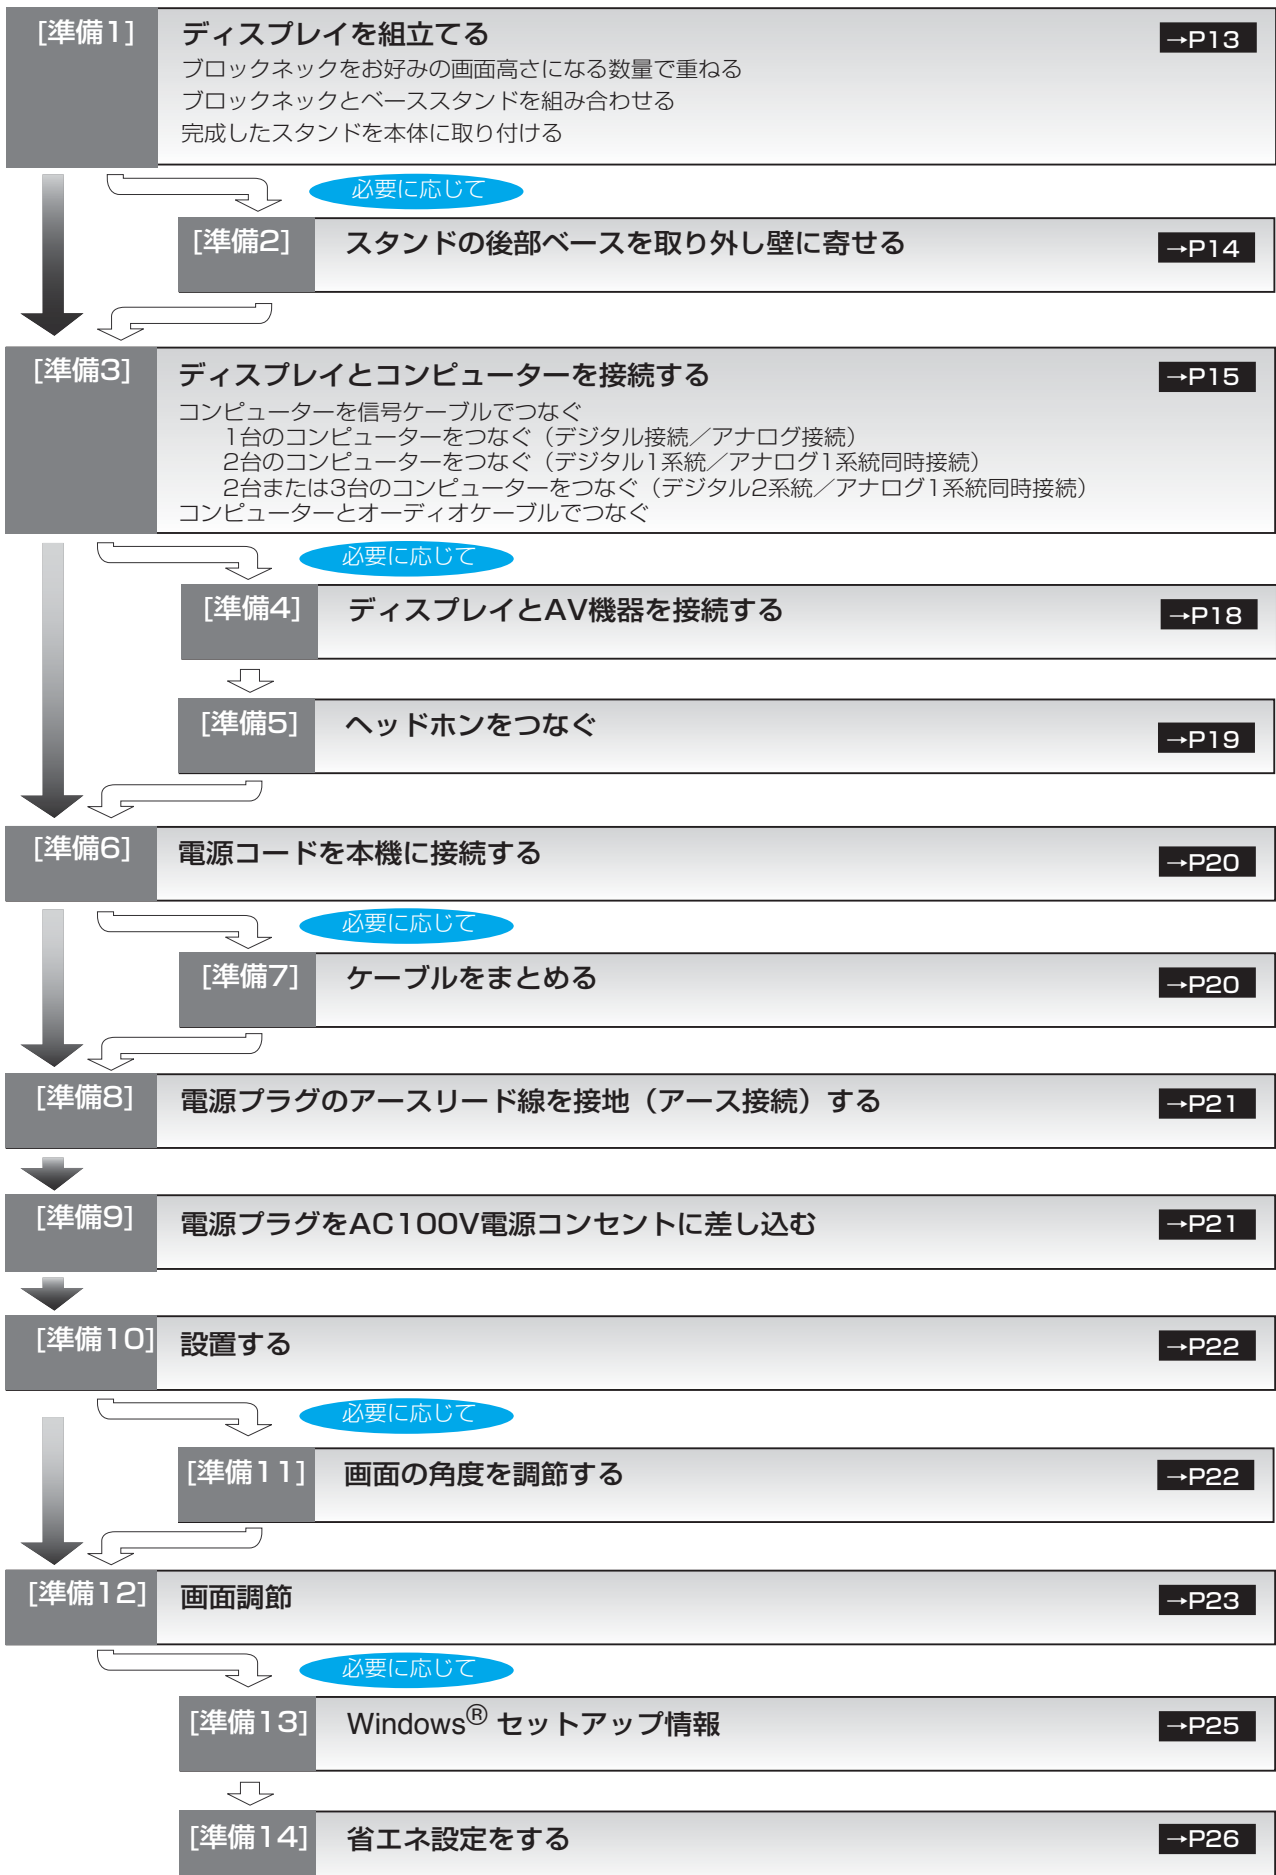 [準備1] ディスプレイを組立てる →P13
ブロックネックをお好みの画面高さになる数量で重ねる
ブロックネックとベーススタンドを組み合わせる
完成したスタンドを本体に取り付ける
必要に応じて
[準備2] スタンドの後部ベースを取り外し壁に寄せる →P14
[準備3] ディスプレイとコンピューターを接続する →P15
コンピューターを信号ケーブルでつなぐ
1台のコンピューターをつなぐ（デジタル接続／アナログ接続）
2台のコンピューターをつなぐ（デジタル1系統／アナログ1系統同時接続）
2台または3台のコンピューターをつなぐ（デジタル2系統／アナログ1系統同時接続）
コンピューターとオーディオケーブルでつなぐ
必要に応じて
[準備4] ディスプレイとAV機器を接続する →P18
[準備5] ヘッドホンをつなぐ →P19
[準備6] 電源コードを本機に接続する →P20
必要に応じて
[準備7] ケーブルをまとめる →P20
[準備8] 電源プラグのアースリード線を接地（アース接続）する →P21
[準備9] 電源プラグをAC100V電源コンセントに差し込む →P21
[準備10] 設置する →P22
必要に応じて
[準備11] 画面の角度を調節する →P22
[準備12] 画面調節 →P23
必要に応じて
[準備13] Windows® セットアップ情報 →P25
[準備14] 省エネ設定をする →P26